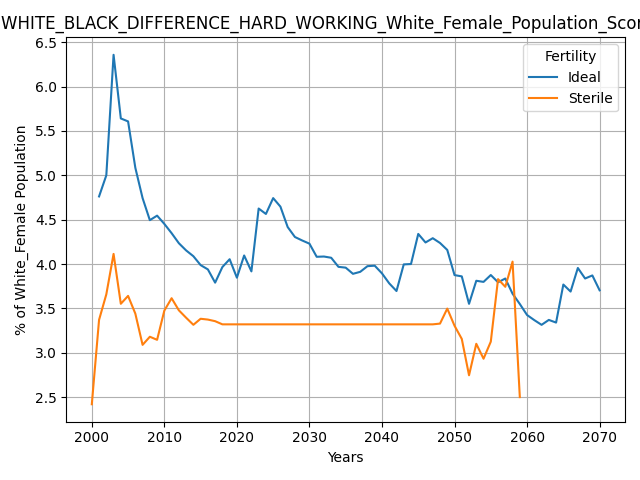 WHITE_BLACK_DIFFERENCE_HARD_WORKING_White_Female_Population_Scor
6.5
6.0
5.5
5.0
4.5
4.0
3.5
3.0
2.5
% of White_Female Population
Fertility
Ideal
Sterile
2000 2010 2020 2030 2040 2050 2060 2070
Years